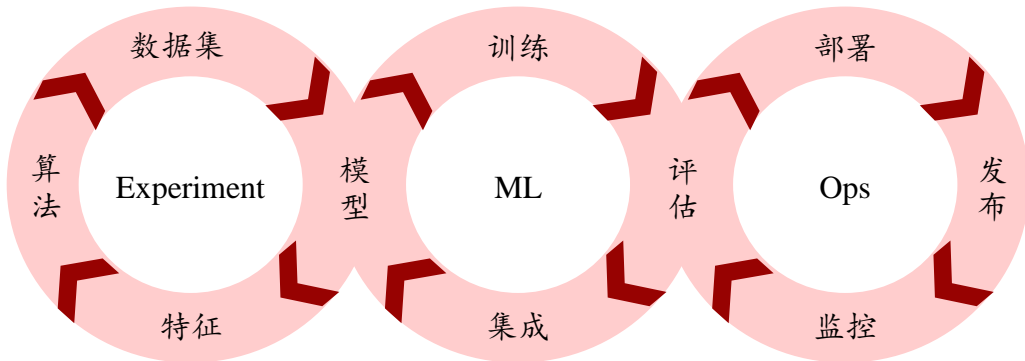 数据集
训练
部署
算法
Experiment
模型
ML
评估
Ops
发布
特征
集成
监控